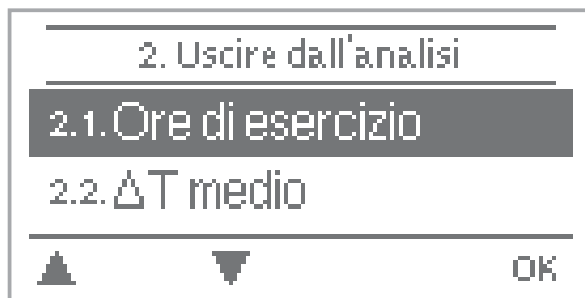 2. Uscire dall'analisi
2.1. Ore di esercizio
2.2. ΔT medio
OK